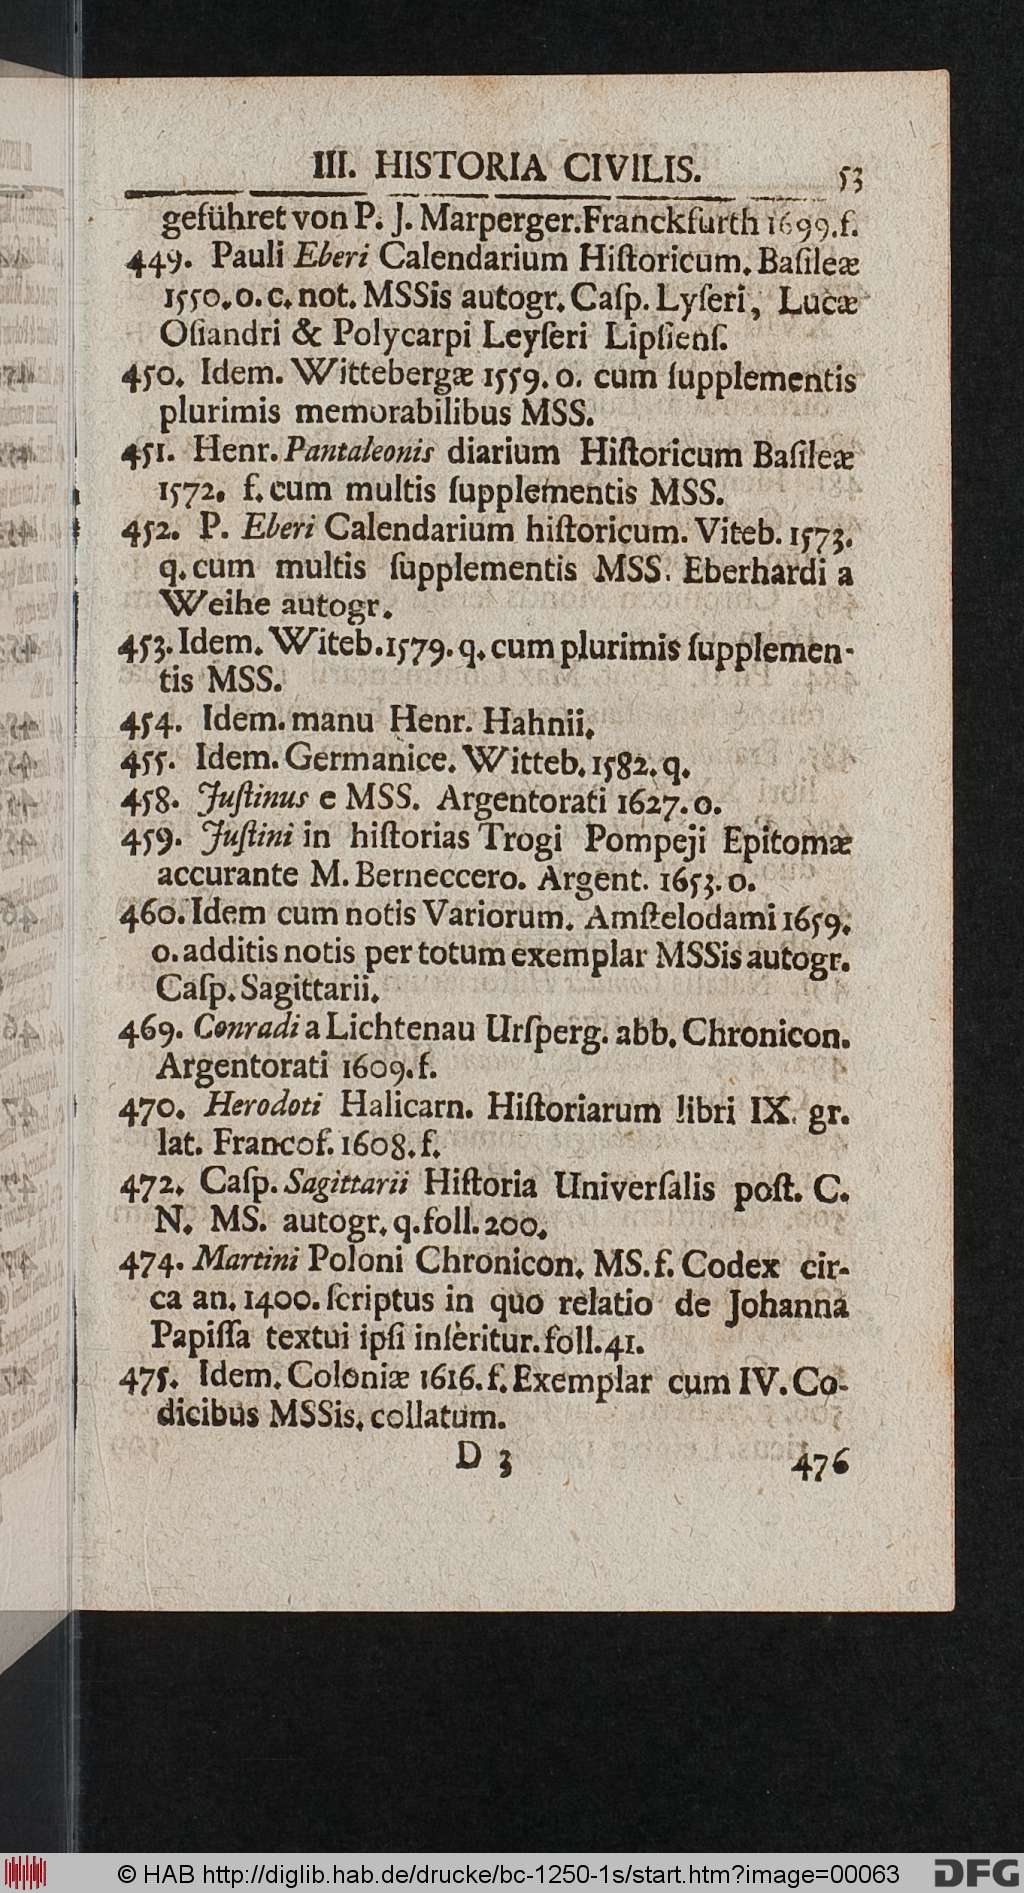 III. HISTORIA CIVILIS. 53
geführet von P. J. Marperger. Franckfurth 1699. f.
449. Pauli Eberi Calendarium Hiſtoricum. Baſileæ
1550. o. c. not. MSSis autogr. Caſp. Lyſeri, Lucæ
Oſiandri & Polycarpi Leyſeri Lipſienſ.
450. Idem. Wittebergæ 1559. o. cum ſupplementis
plurimis memorabilibus MSS.
451. Henr. Pantaleonis diarium Hiſtoricum Baſileæ
1572. f. cum multis ſupplementis MSS.
452. P. Eberi Calendarium hiſtoricum. Viteb. 1573.
q. cum multis ſupplementis MSS. Eberhardi a
Weihe autogr.
453. Idem. Witeb. 1579. q. cum plurimis ſupplemen-
tis MSS.
454. Idem. manu Henr. Hahnii.
455. Idem. Germanice. Witteb. 1582. q.
458. Juſtinus e MSS. Argentorati 1627. o.
459. Juſtini in hiſtorias Trogi Pompeji Epitomæ
accurante M. Berneccero. Argent. 1653. o.
460. Idem cum notis Variorum. Amſtelodami 1659.
o. additis notis per totum exemplar MSSis autogr.
Caſp. Sagittarii.
469. Conradi a Lichtenau Urſperg. abb. Chronicon.
Argentorati 1609. f.
470. Herodoti Halicarn. Hiſtoriarum libri IX. gr.
lat. Francof. 1608. f.
472. Caſp. Sagittarii Hiſtoria Univerſalis poſt. C.
N. MS. autogr. q. foll. 200.
474. Martini Poloni Chronicon. MS. f. Codex cir-
ca an. 1400. ſcriptus in quo relatio de Johanna
Papiſſa textui ipſi inſeritur. foll. 41.
475. Idem. Coloniæ 1616. f. Exemplar cum IV. Co-
dicibus MSSis. collatum.
D 3 476
© HAB http://diglib.hab.de/drucke/bc-1250-1s/start.htm?image=00063 DFG